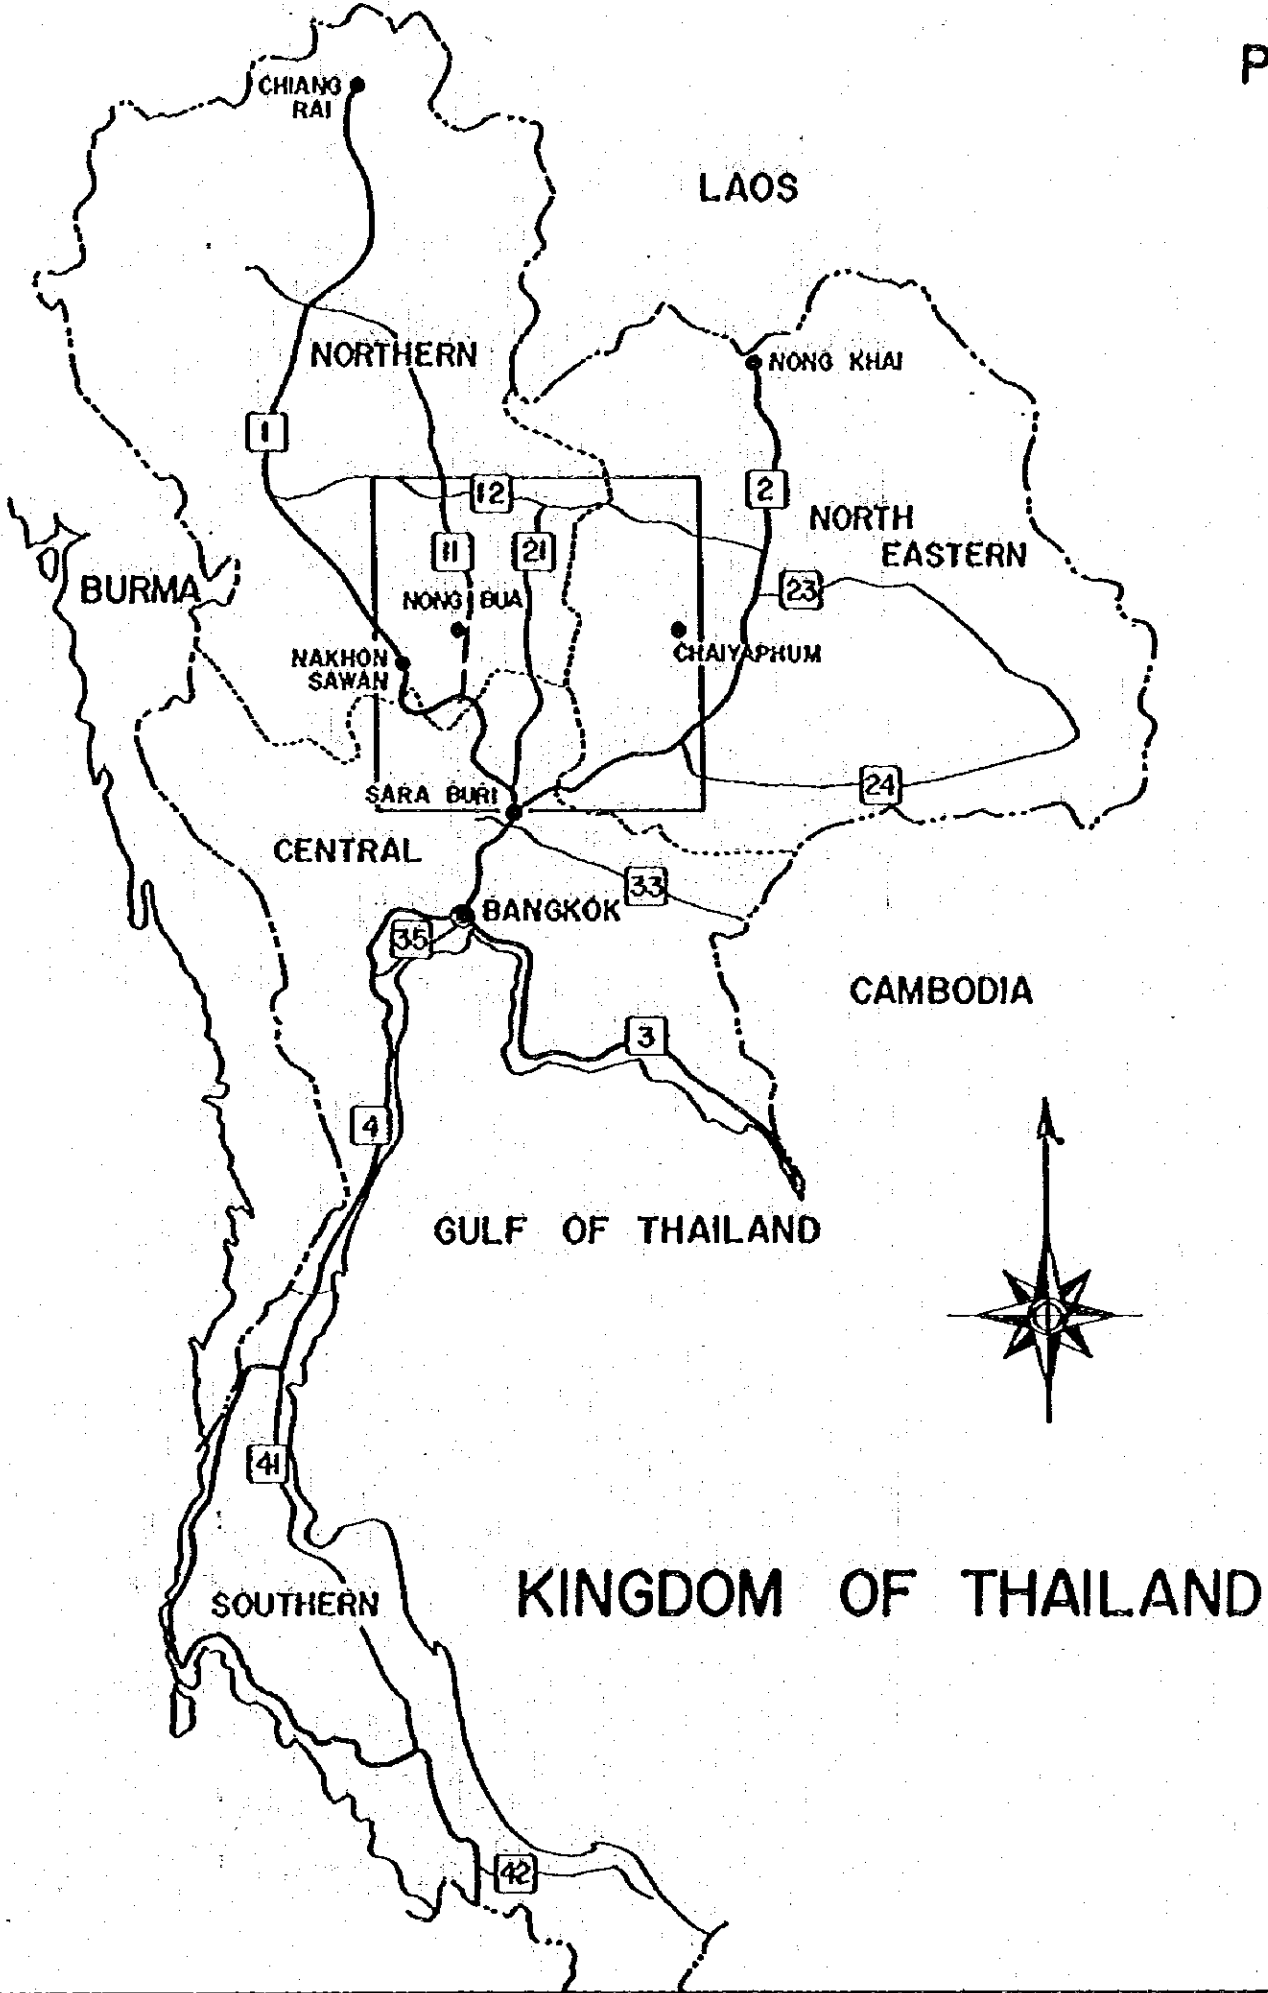 P
CHIANG
RAI
LAOS
NORTHERN
NONG KHAI
1
12
2
NORTH
EASTERN
11
21
BURMA
23
NONG BUA
NAKHON
SAWAN
CHAIYAPHUM
SARA BURI
24
CENTRAL
33
BANGKOK
35
CAMBODIA
3
4
GULF OF THAILAND
41
KINGDOM OF THAILAND
SOUTHERN
42